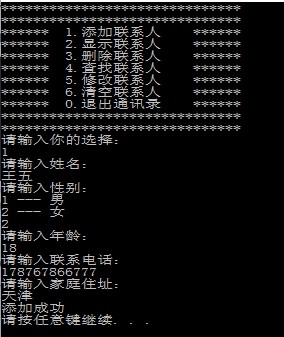 ******************************
******************************
****** 1.添加联系人 ******
****** 2.显示联系人 ******
****** 3.删除联系人 ******
****** 4.查找联系人 ******
****** 5.修改联系人 ******
****** 6.清空联系人 ******
****** 0.退出通讯录 ******
******************************
******************************
请输入你的选择:
1
请输入姓名:
王五
请输入性别:
1 --- 男
2 --- 女
2
请输入年龄:
18
请输入联系电话:
178767866777
请输入家庭住址:
天津
添加成功
请按任意键继续. . .